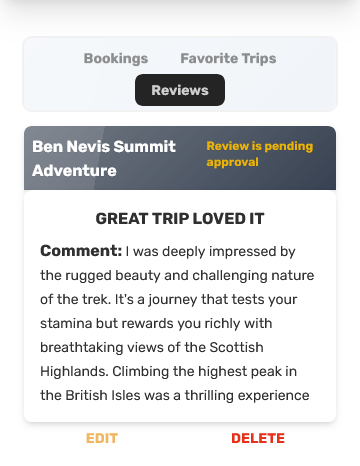 Bookings Favorite Trips
Reviews
Ben Nevis Summit
Adventure
Review is pending
approval
GREAT TRIP LOVED IT
Comment: I was deeply impressed by
the rugged beauty and challenging nature
of the trek. It's a journey that tests your
stamina but rewards you richly with
breathtaking views of the Scottish
Highlands. Climbing the highest peak in
the British Isles was a thrilling experience
EDIT DELETE